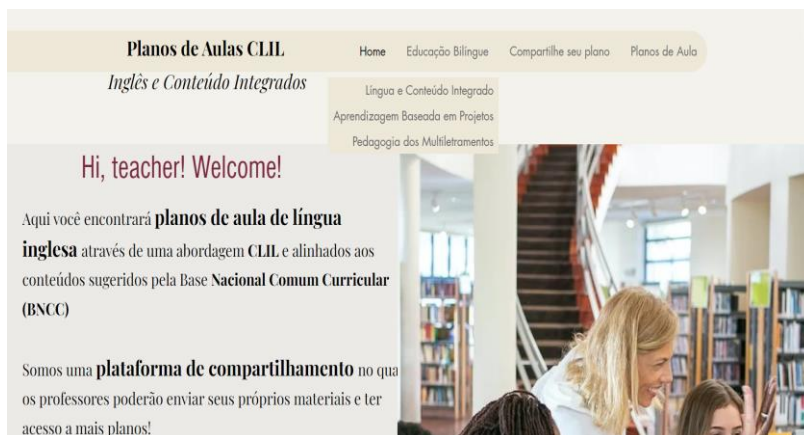 Planos de Aulas CLIL
Inglês e Conteúdo Integrados
Home Educação Bilíngue Compartilhe seu plano Planos de Aula
Língua e Conteúdo Integrado
Aprendizagem Baseada em Projetos
Pedagogia dos Multiletramentos
Hi, teacher! Welcome!
Aqui você encontrará planos de aula de língua
inglesa através de uma abordagem CLIL e alinhados aos
conteúdos sugeridos pela Base Nacional Comum Curricular
(BNCC)
Somos uma plataforma de compartilhamento no qua
os professores poderão enviar seus próprios materiais e ter
acesso a mais planos!